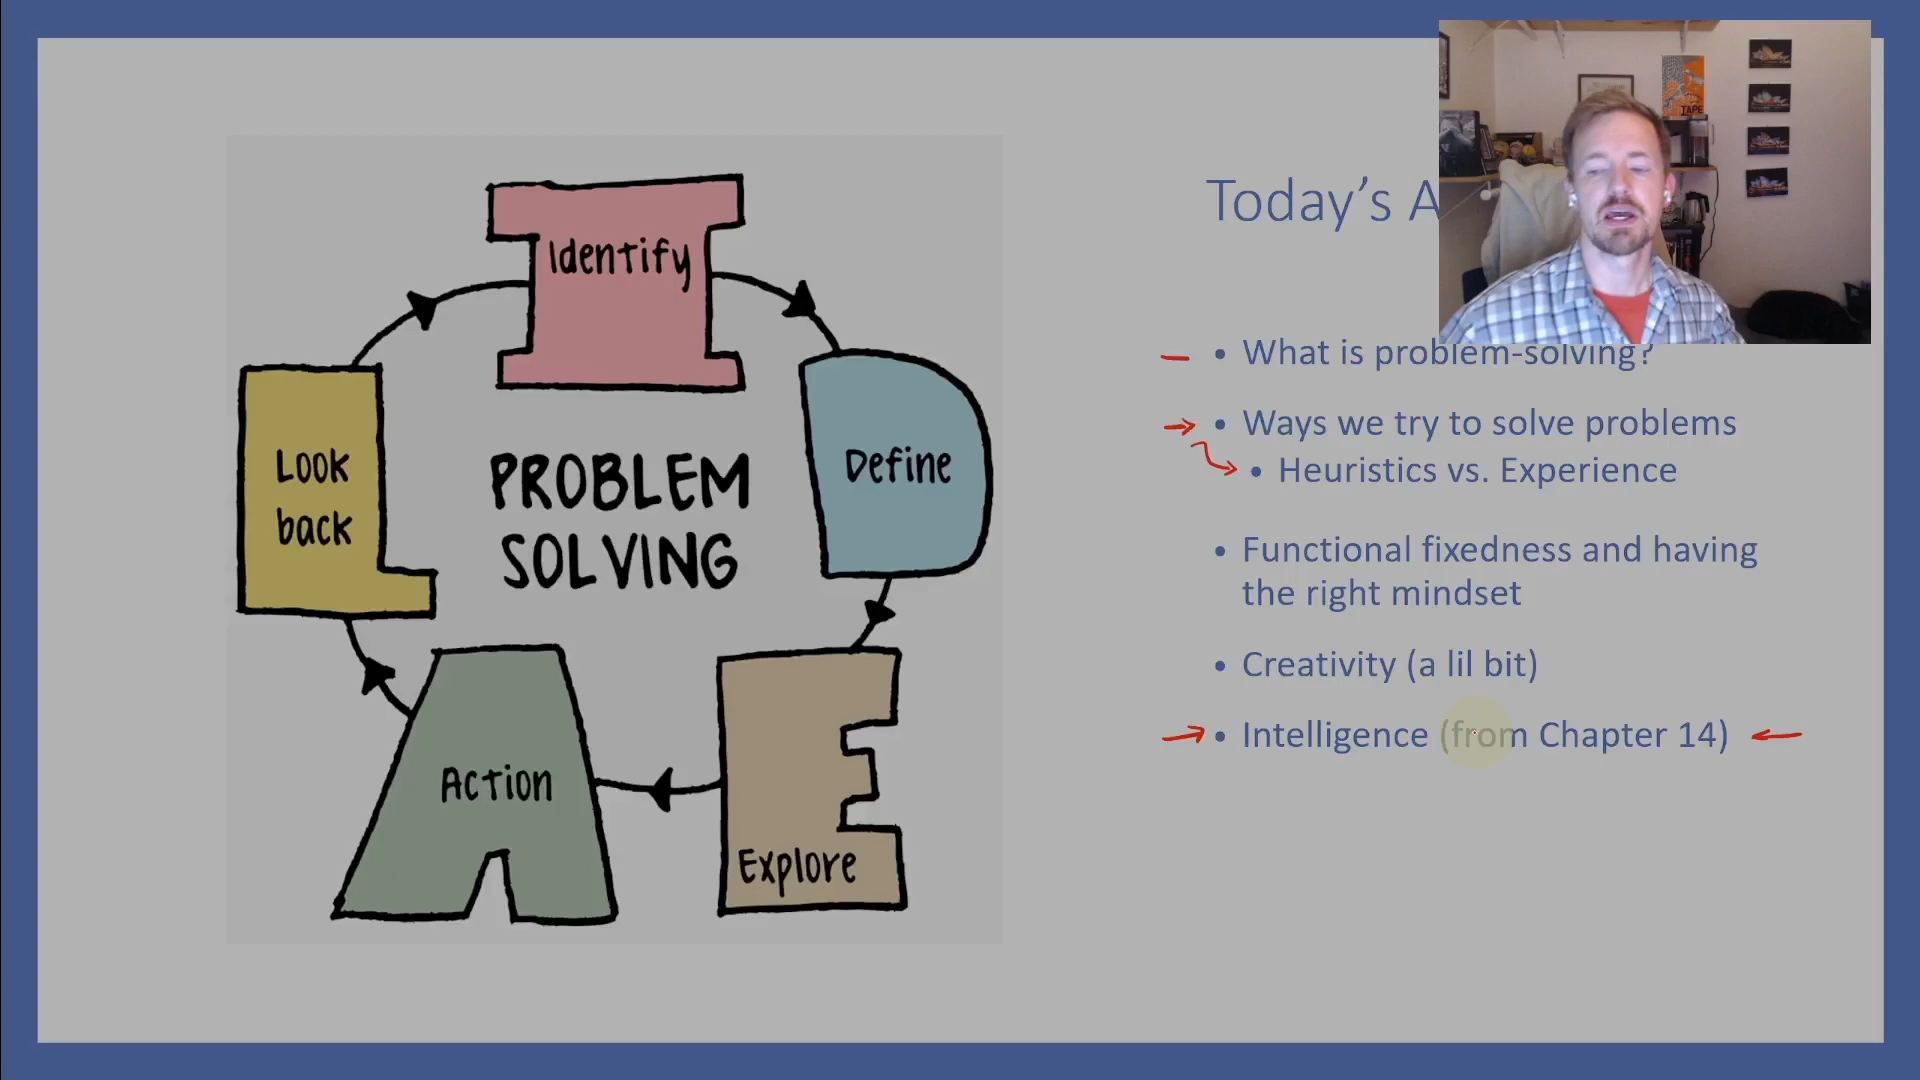 Identify
Define
Look
back
PROBLEM
SOLVING
Action
Explore
Today's A
• What is problem-solving?
• Ways we try to solve problems
• Heuristics vs. Experience
• Functional fixedness and having
the right mindset
• Creativity (a lil bit)
• Intelligence (from Chapter 14)
TAPE